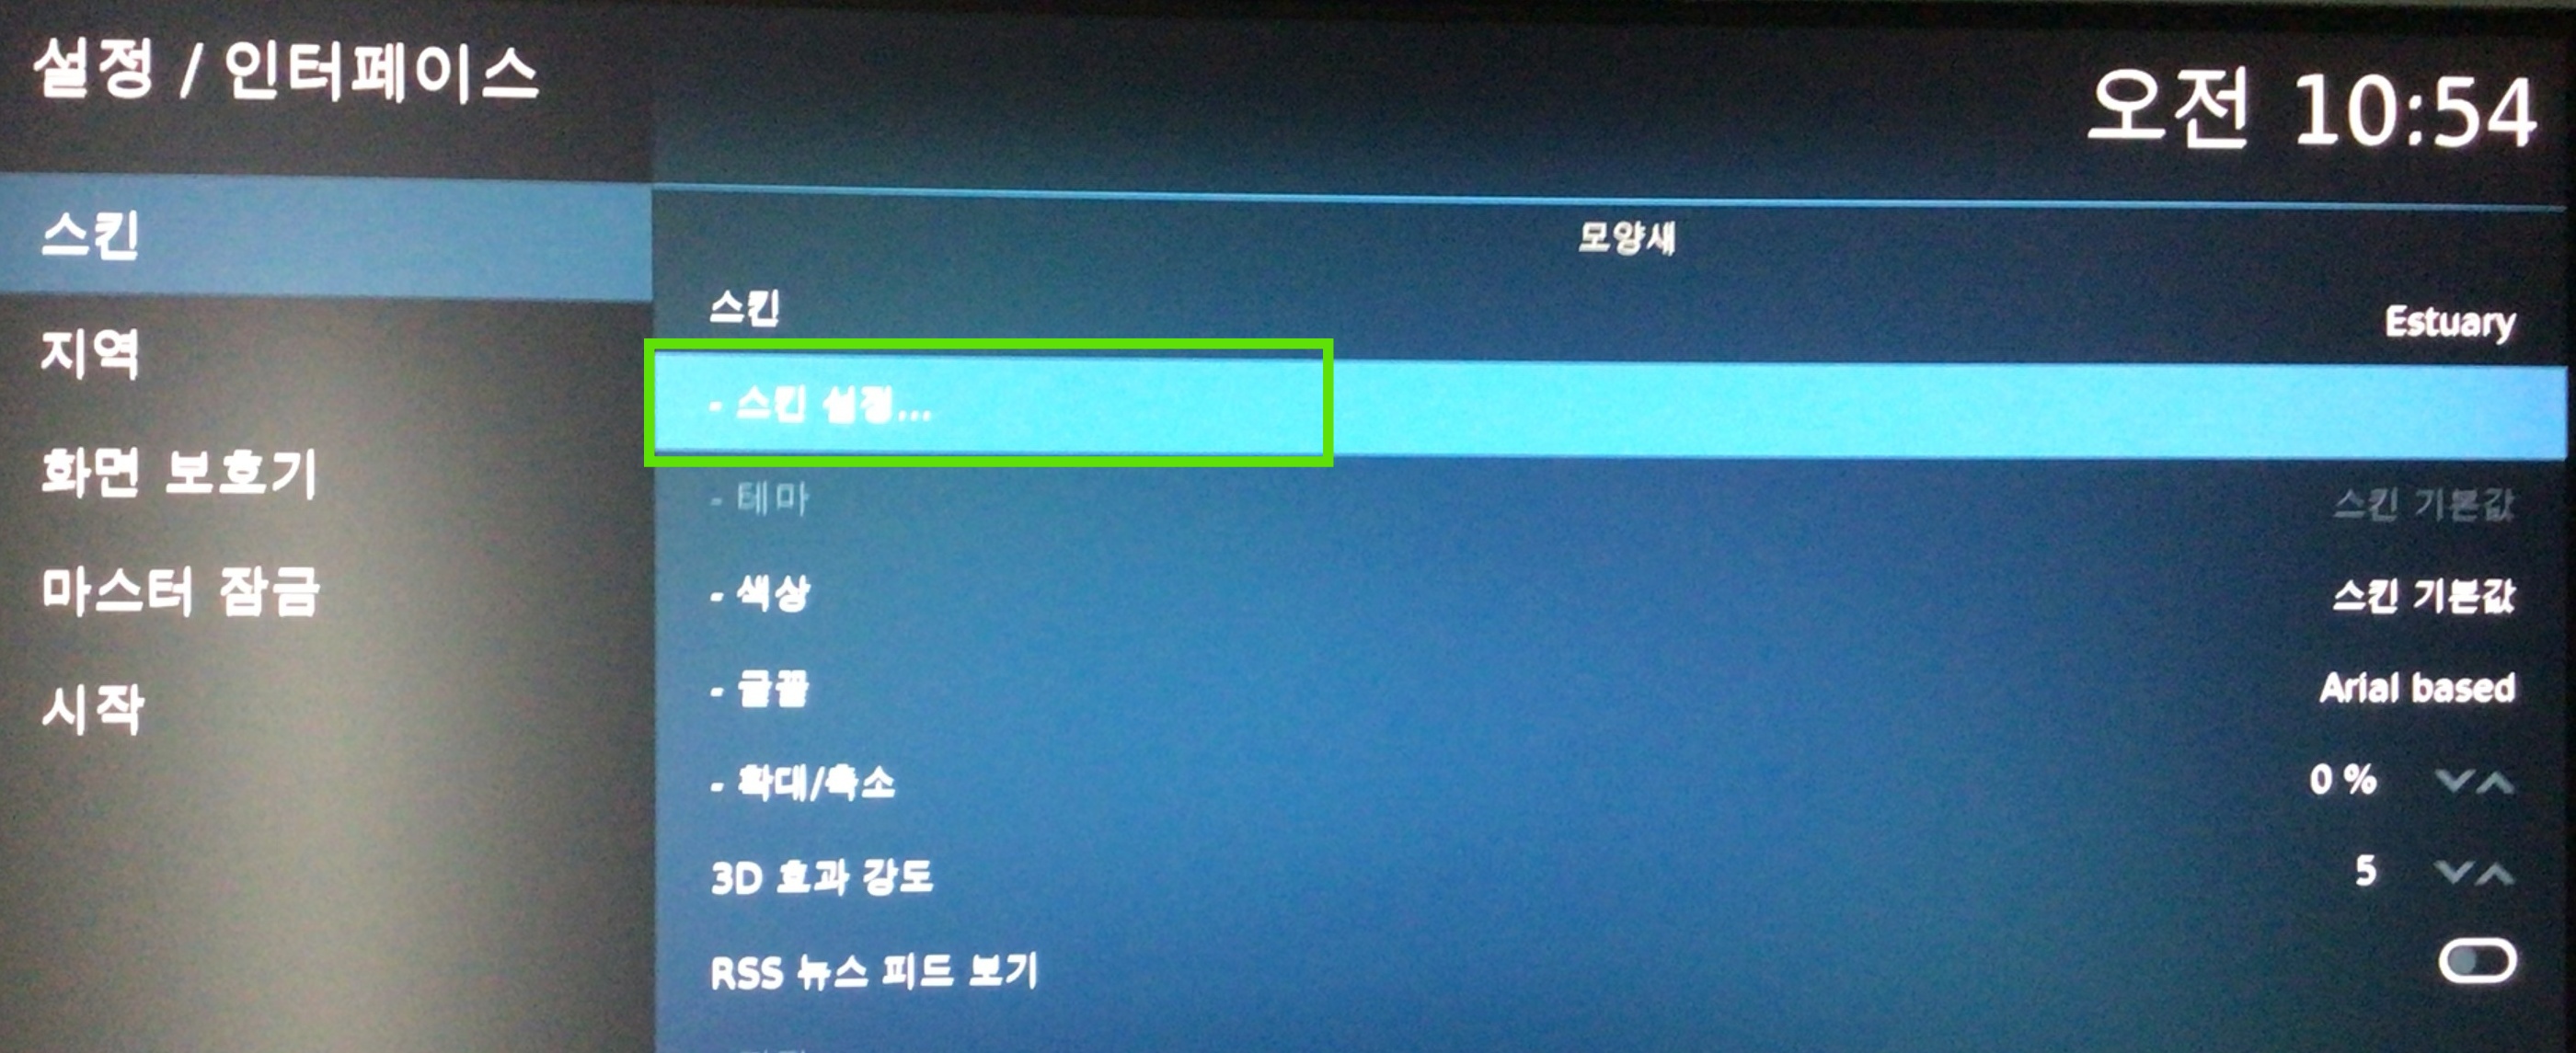 설정 / 인터페이스
오전 10:54
스킨
지역
화면 보호기
마스터 잠금
시작
모양새
스킨 Estuary
- 스킨 설정...
- 테마 스킨 기본값
- 색상 스킨 기본값
- 글꼴 Arial based
- 확대/축소 0 %
3D 효과 강도 5
RSS 뉴스 피드 보기